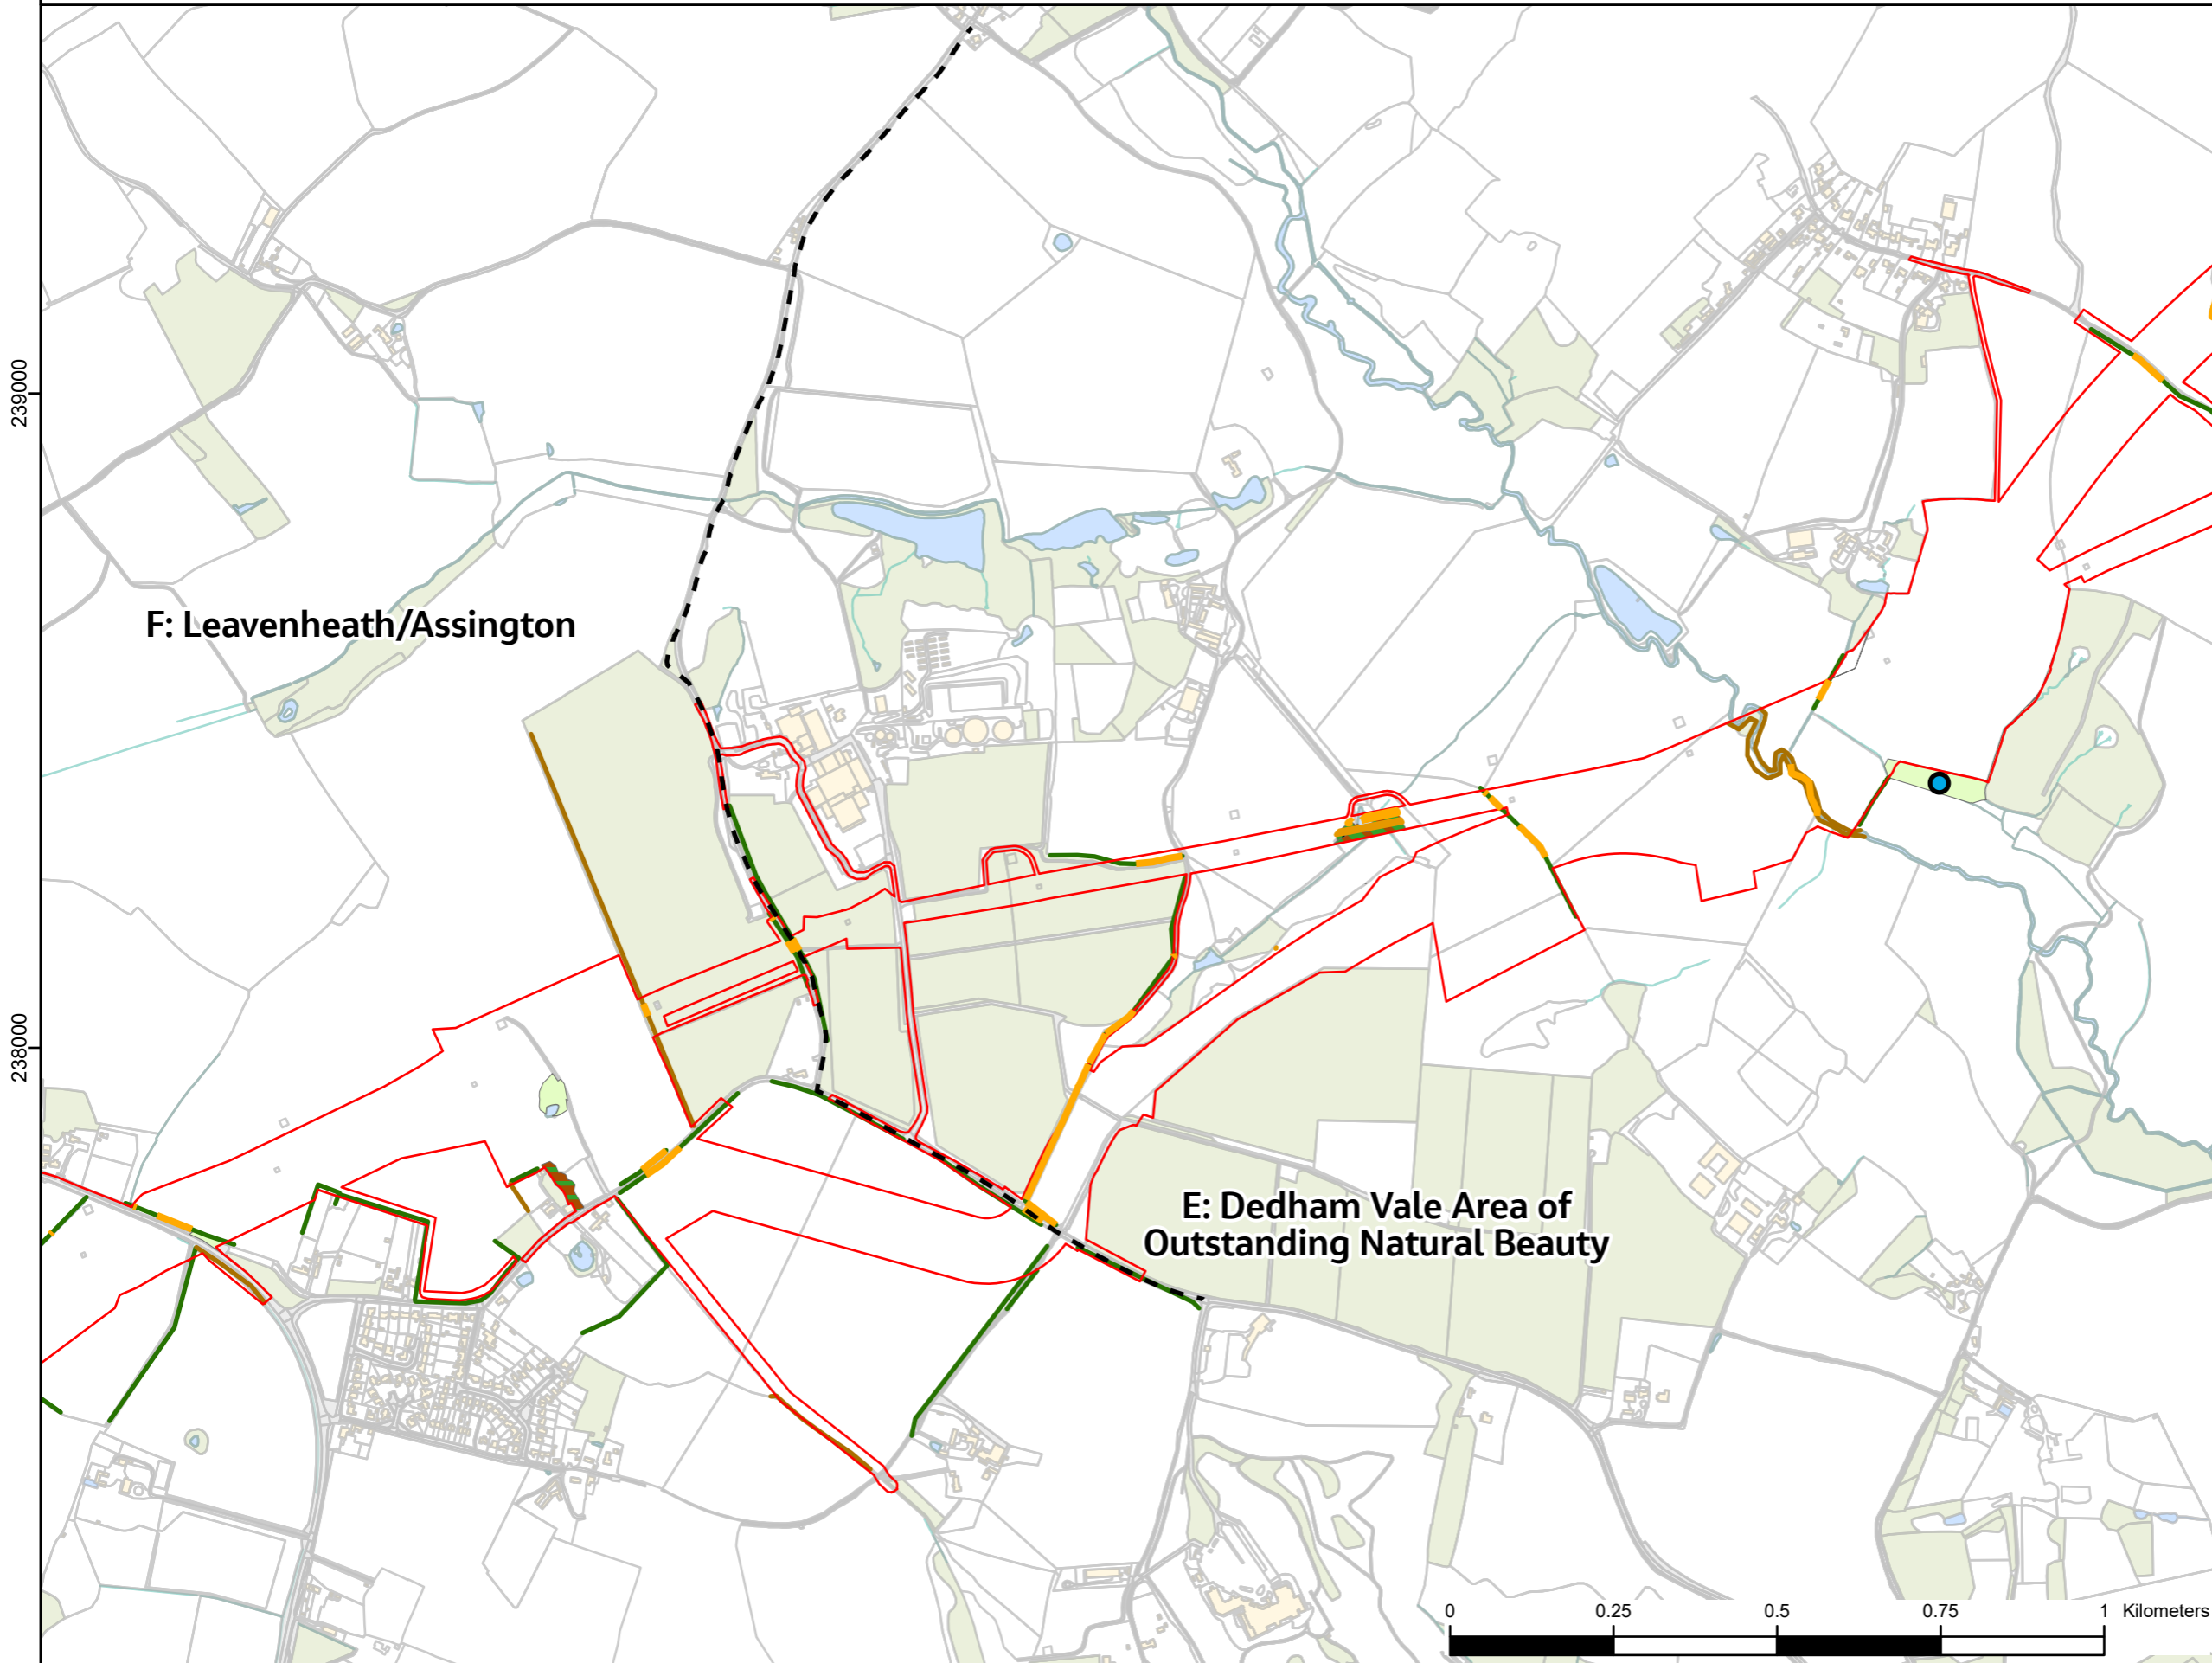 239000
F: Leavenheath/Assington
238000
E: Dedham Vale Area of
Outstanding Natural Beauty
0 0.25 0.5 0.75 1 Kilometers